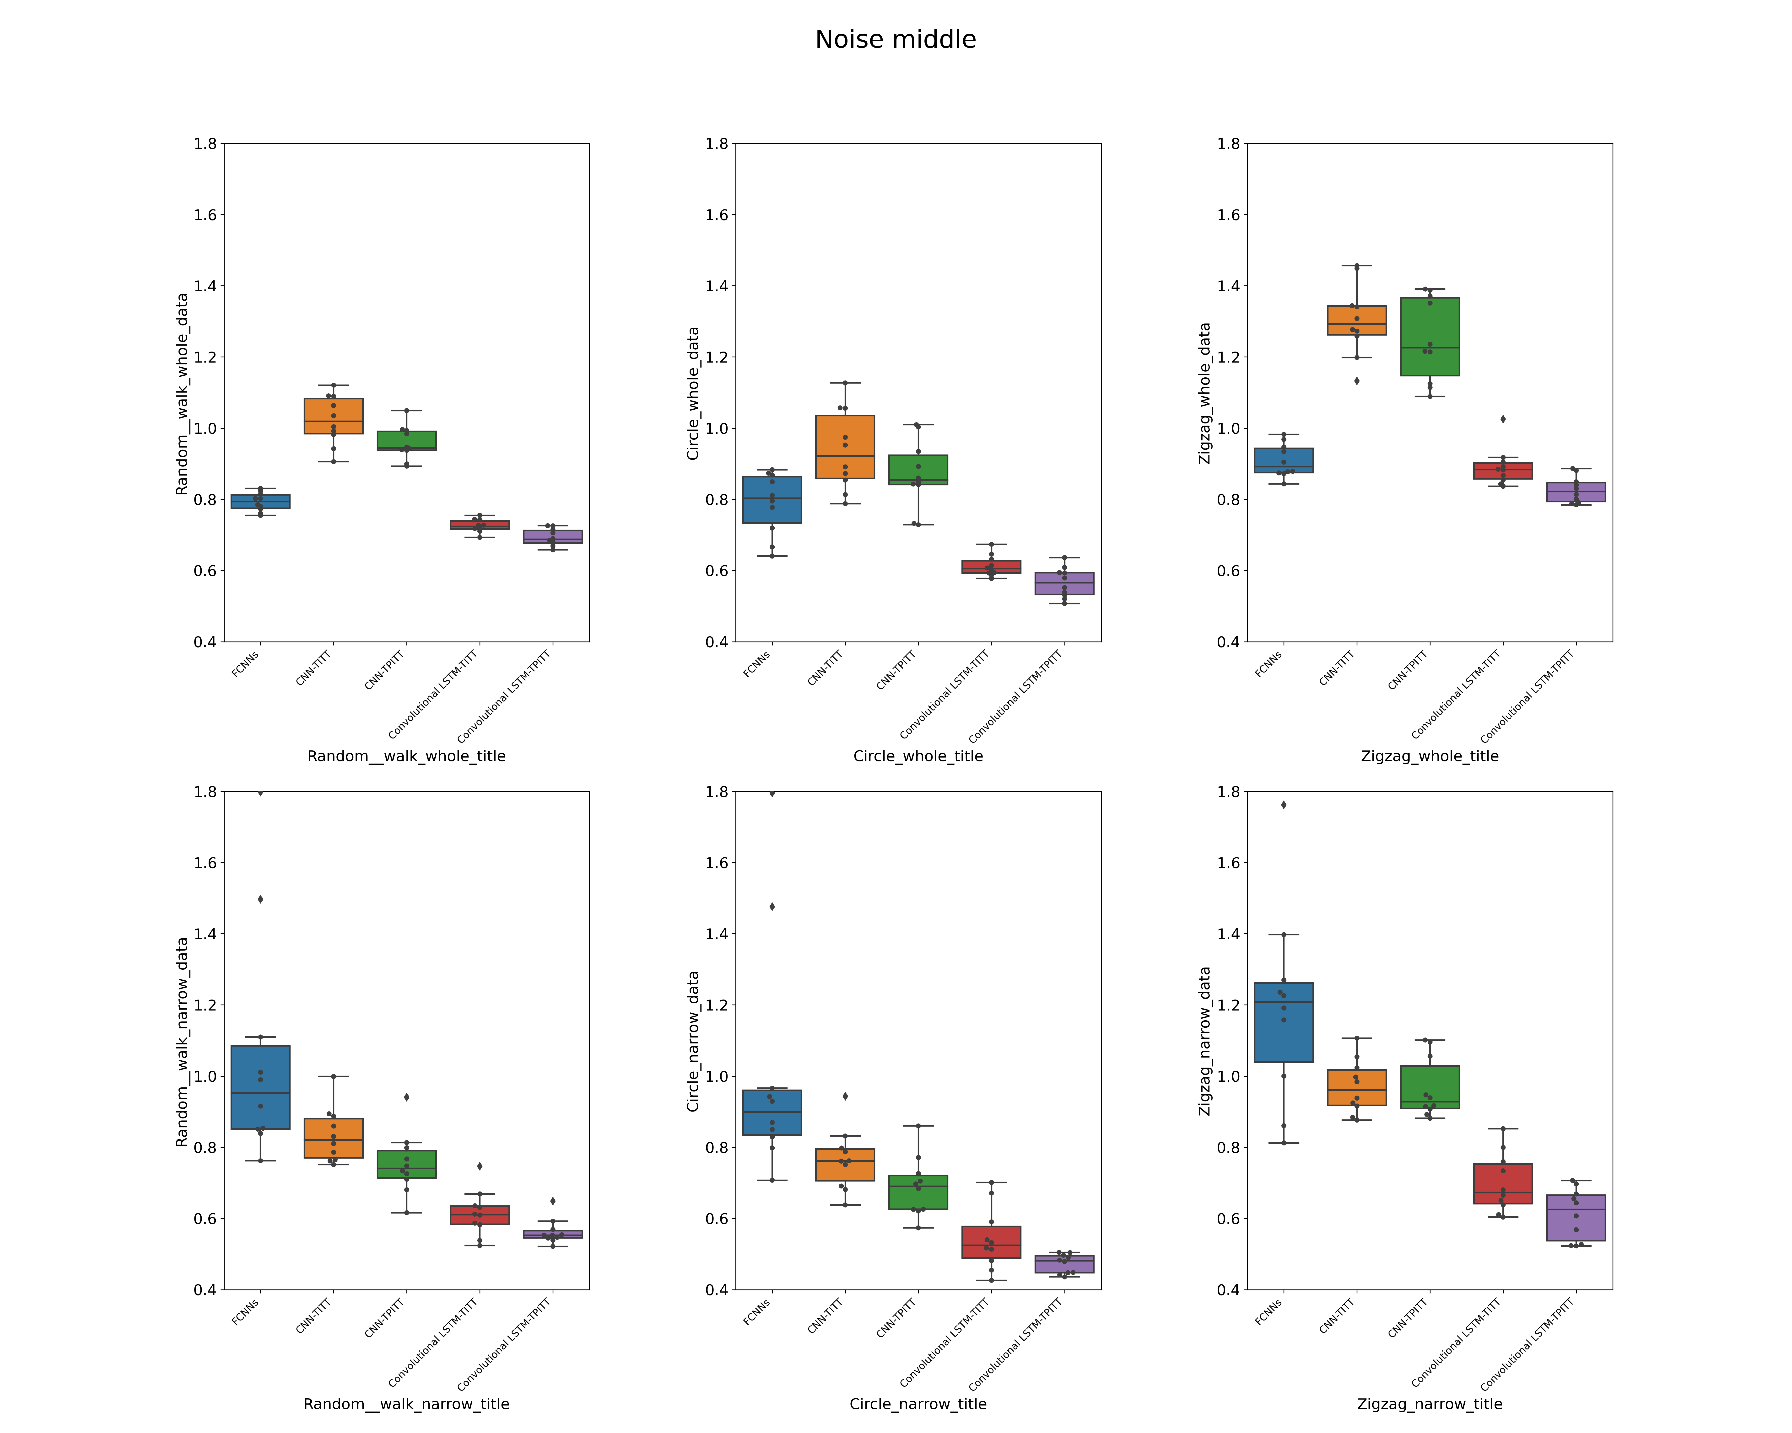 Noise middle
Random__walk_whole_data
1.8
1.6
1.4
1.2
1.0
0.8
0.6
0.4
FCNNs
CNN-TITT
CNN-TPITT
Convolutional LSTM-TITT
Convolutional LSTM-TPITT
Random__walk_whole_title
Circle_whole_data
1.8
1.6
1.4
1.2
1.0
0.8
0.6
0.4
FCNNs
CNN-TITT
CNN-TPITT
Convolutional LSTM-TITT
Convolutional LSTM-TPITT
Circle_whole_title
Zigzag_whole_data
1.8
1.6
1.4
1.2
1.0
0.8
0.6
0.4
FCNNs
CNN-TITT
CNN-TPITT
Convolutional LSTM-TITT
Convolutional LSTM-TPITT
Zigzag_whole_title
Random__walk_narrow_data
1.8
1.6
1.4
1.2
1.0
0.8
0.6
0.4
FCNNs
CNN-TITT
CNN-TPITT
Convolutional LSTM-TITT
Convolutional LSTM-TPITT
Random__walk_narrow_title
Circle_narrow_data
1.8
1.6
1.4
1.2
1.0
0.8
0.6
0.4
FCNNs
CNN-TITT
CNN-TPITT
Convolutional LSTM-TITT
Convolutional LSTM-TPITT
Circle_narrow_title
Zigzag_narrow_data
1.8
1.6
1.4
1.2
1.0
0.8
0.6
0.4
FCNNs
CNN-TITT
CNN-TPITT
Convolutional LSTM-TITT
Convolutional LSTM-TPITT
Zigzag_narrow_title